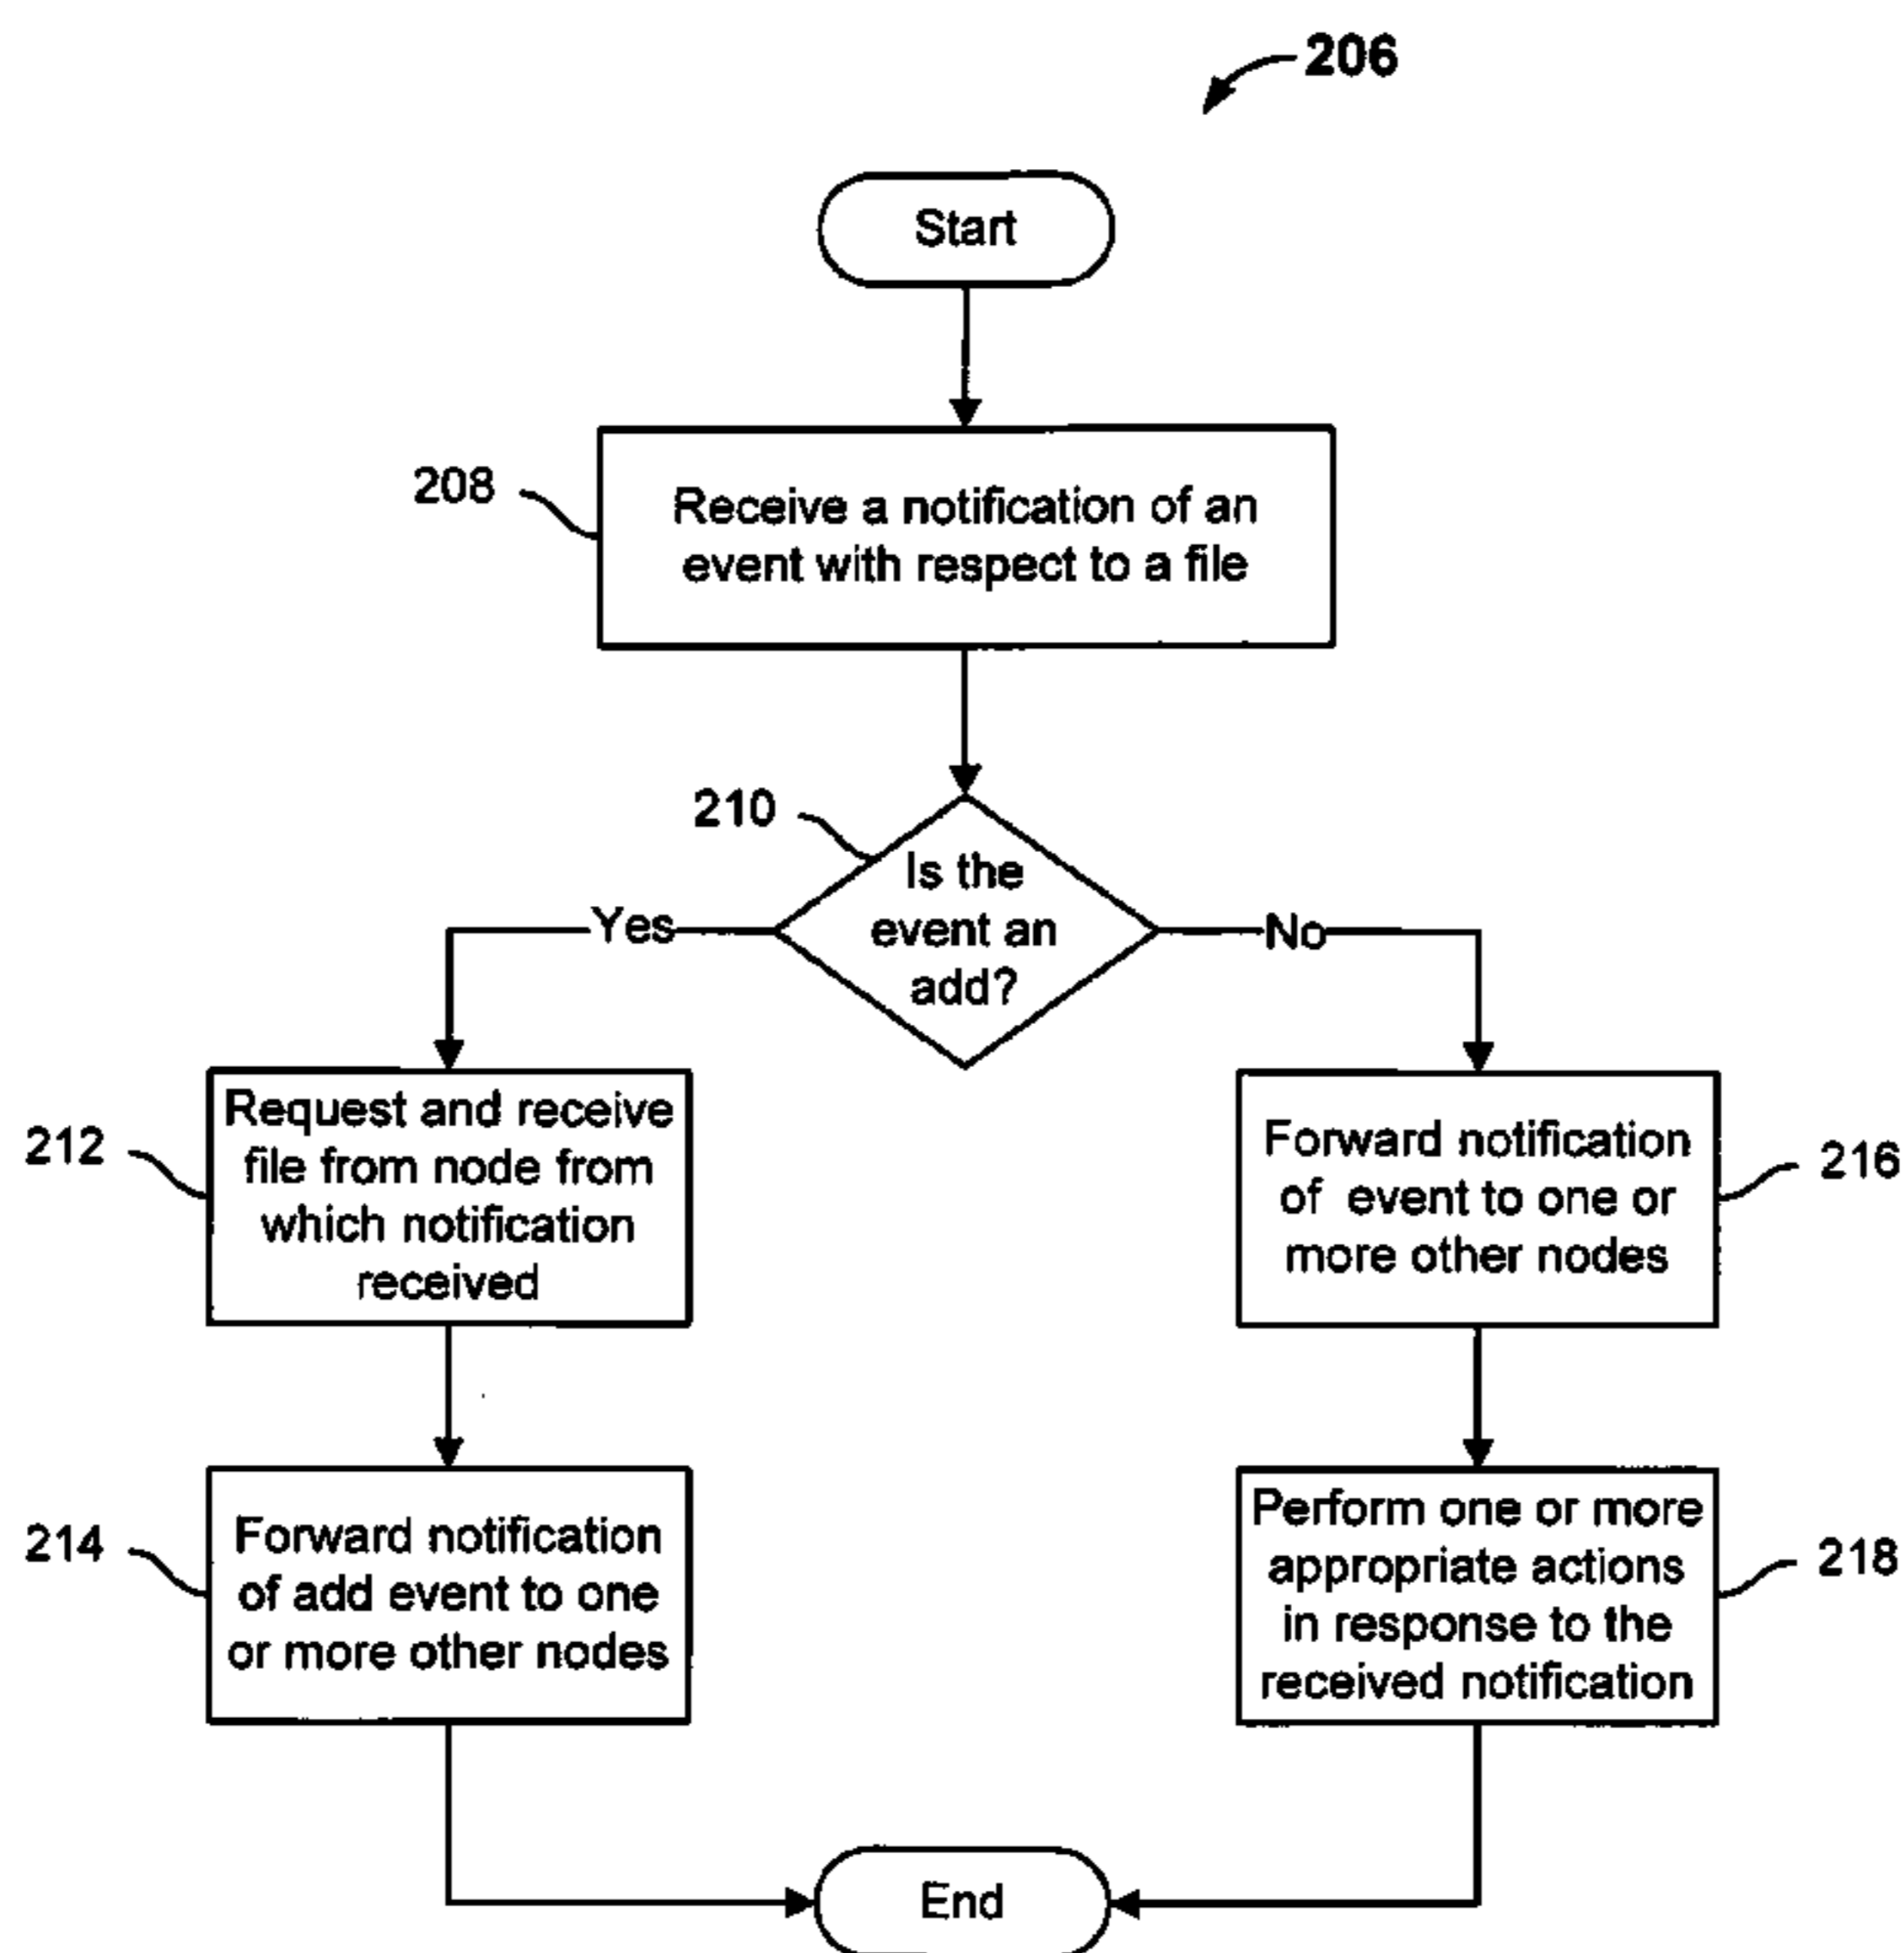 206
Start
208
Receive a notification of an
event with respect to a file
210
Is the
event an
add?
Yes
No
212
Request and receive
file from node from
which notification
received
Forward notification
of event to one or
more other nodes
216
214
Forward notification
of add event to one
or more other nodes
Perform one or more
appropriate actions
in response to the
received notification
218
End